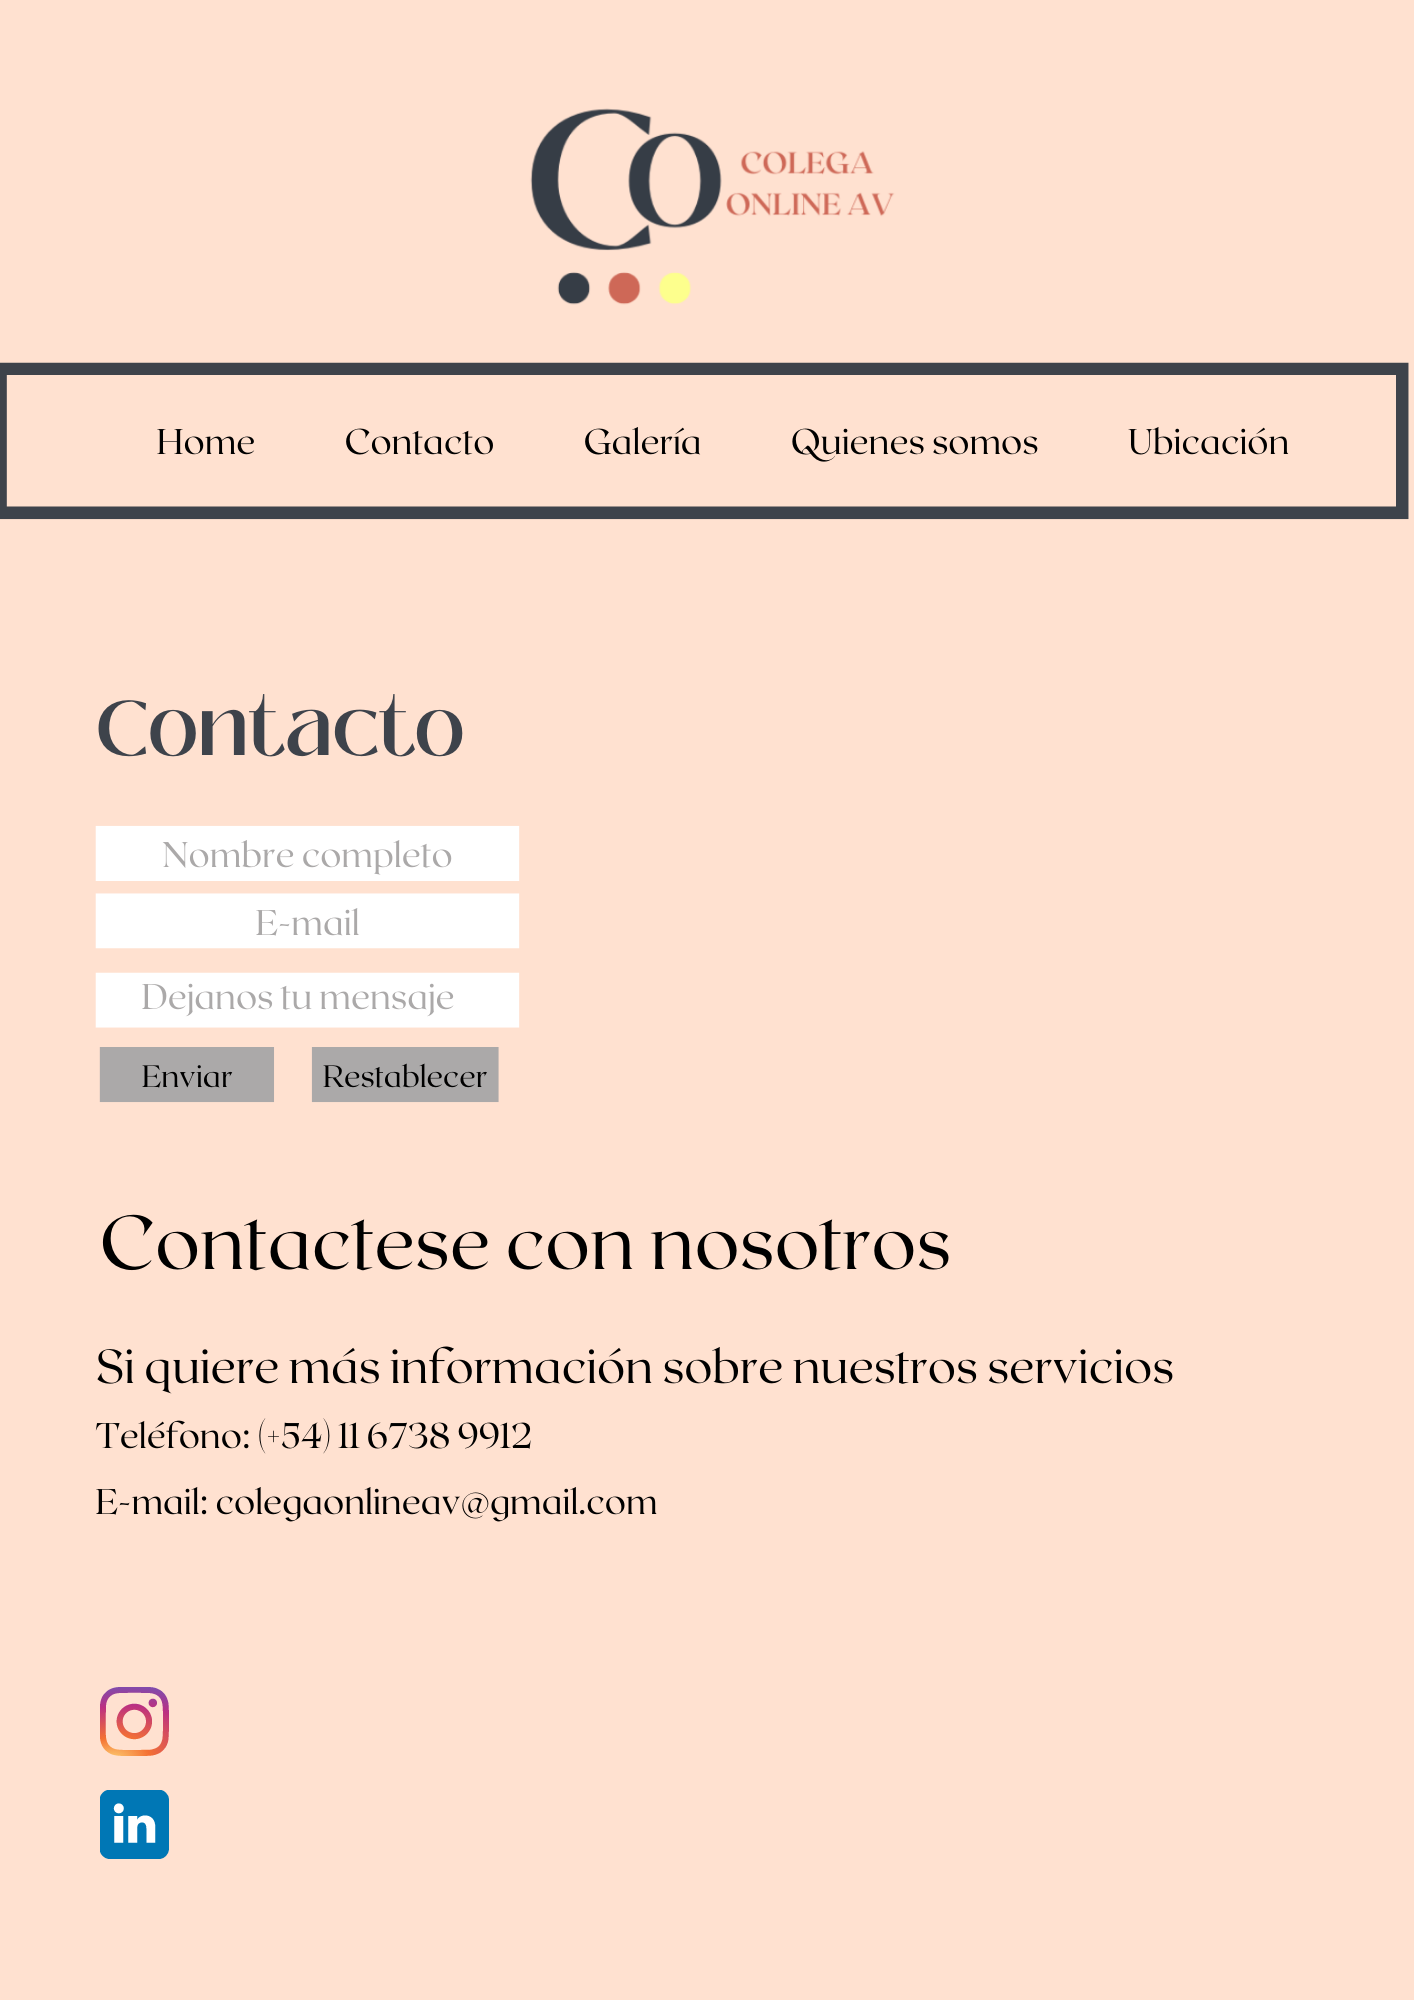 Co
COLEGA
ONLINE AV
Home Contacto Galería Quienes somos Ubicación
Contacto
Nombre completo
E-mail
Dejanos tu mensaje
Enviar Restablecer
Contactese con nosotros
Si quiere más información sobre nuestros servicios
Teléfono: (+54) 11 6738 9912
E-mail: colegaonlineav@gmail.com
in